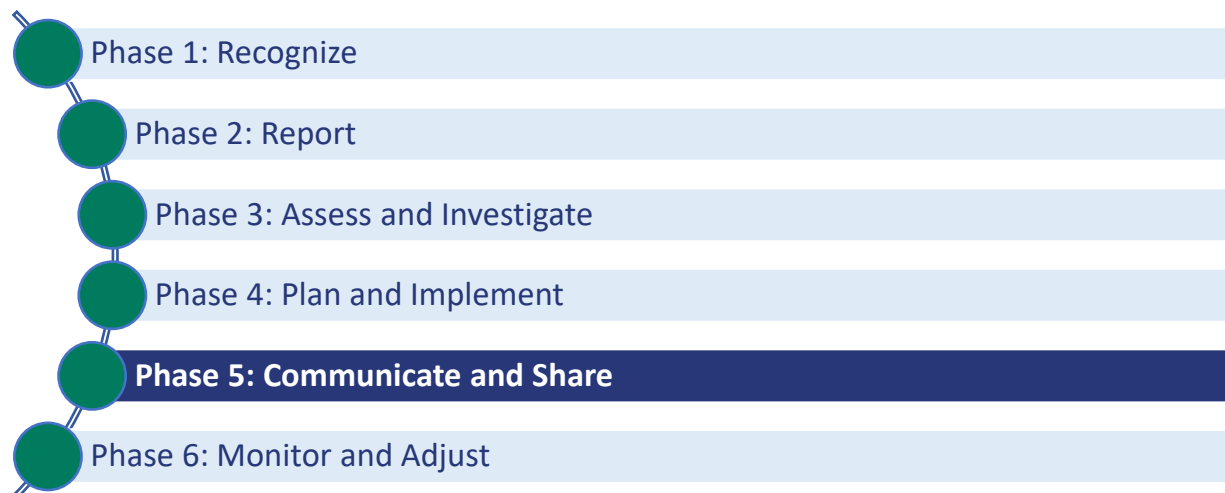 Phase 1: Recognize
Phase 2: Report
Phase 3: Assess and Investigate
Phase 4: Plan and Implement
Phase 5: Communicate and Share
Phase 6: Monitor and Adjust